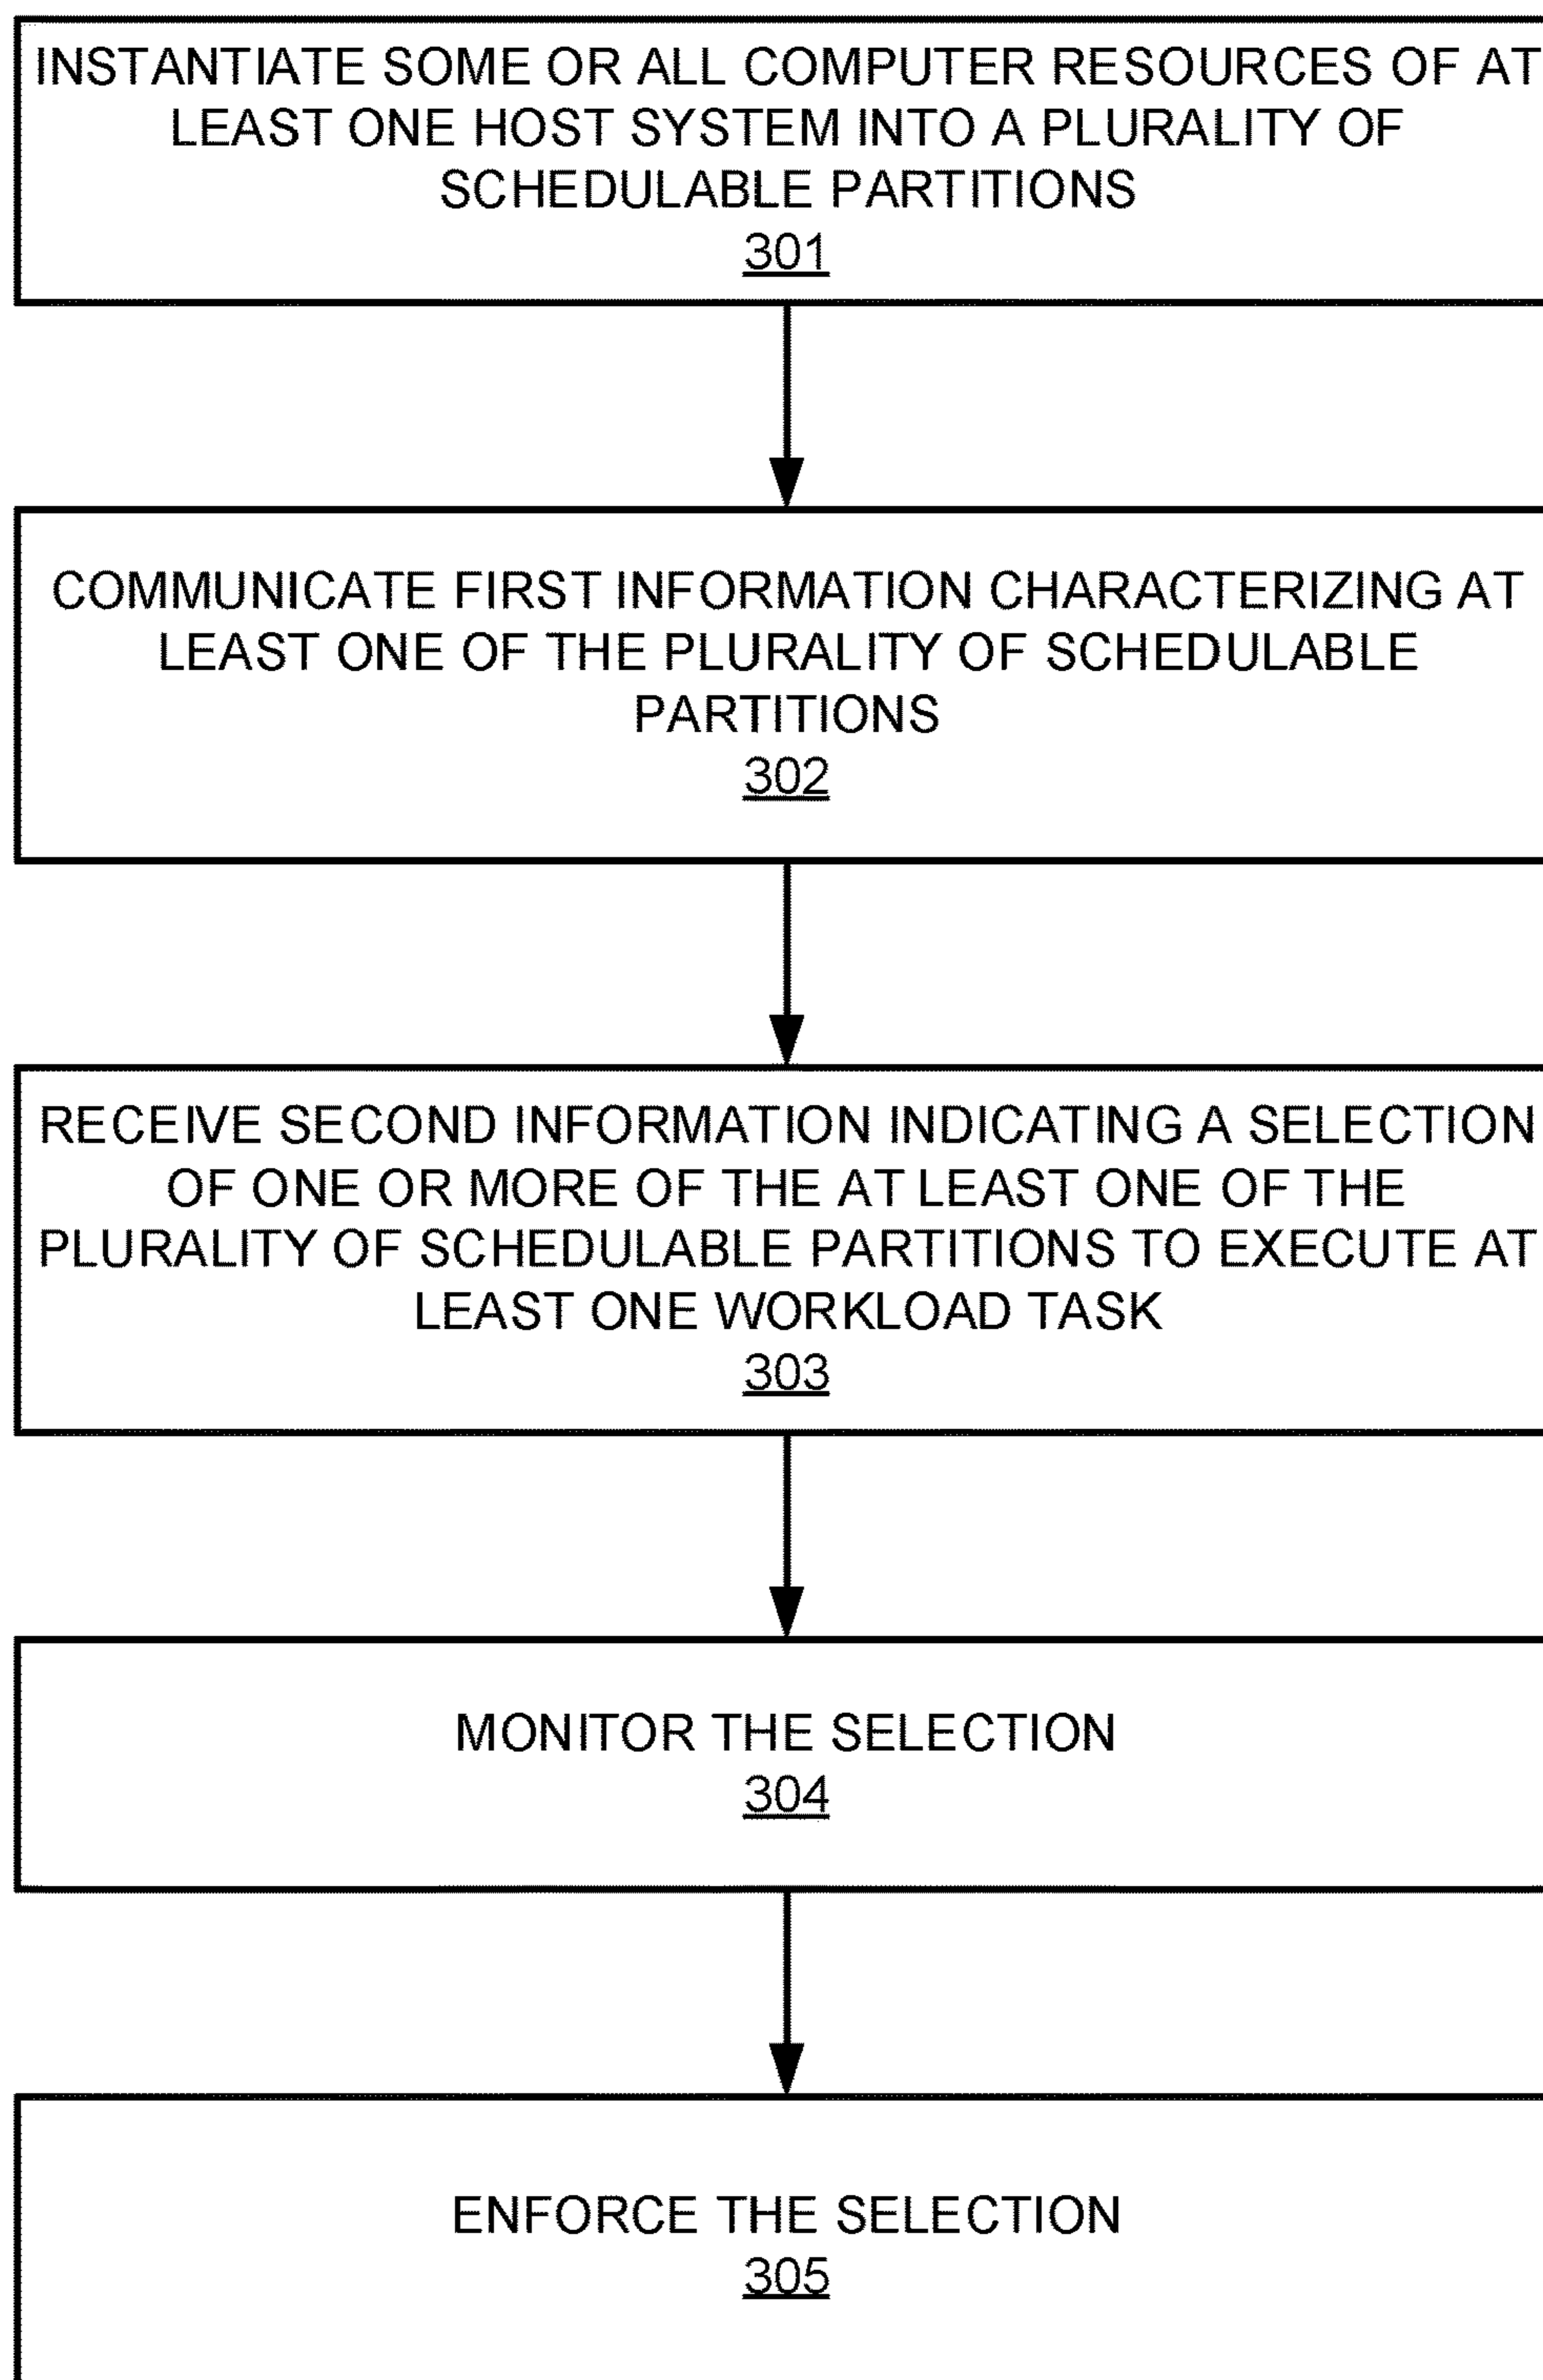 INSTANTIATE SOME OR ALL COMPUTER RESOURCES OF AT
LEAST ONE HOST SYSTEM INTO A PLURALITY OF
SCHEDULABLE PARTITIONS
301
COMMUNICATE FIRST INFORMATION CHARACTERIZING AT
LEAST ONE OF THE PLURALITY OF SCHEDULABLE
PARTITIONS
302
RECEIVE SECOND INFORMATION INDICATING A SELECTION
OF ONE OR MORE OF THE AT LEAST ONE OF THE
PLURALITY OF SCHEDULABLE PARTITIONS TO EXECUTE AT
LEAST ONE WORKLOAD TASK
303
MONITOR THE SELECTION
304
ENFORCE THE SELECTION
305